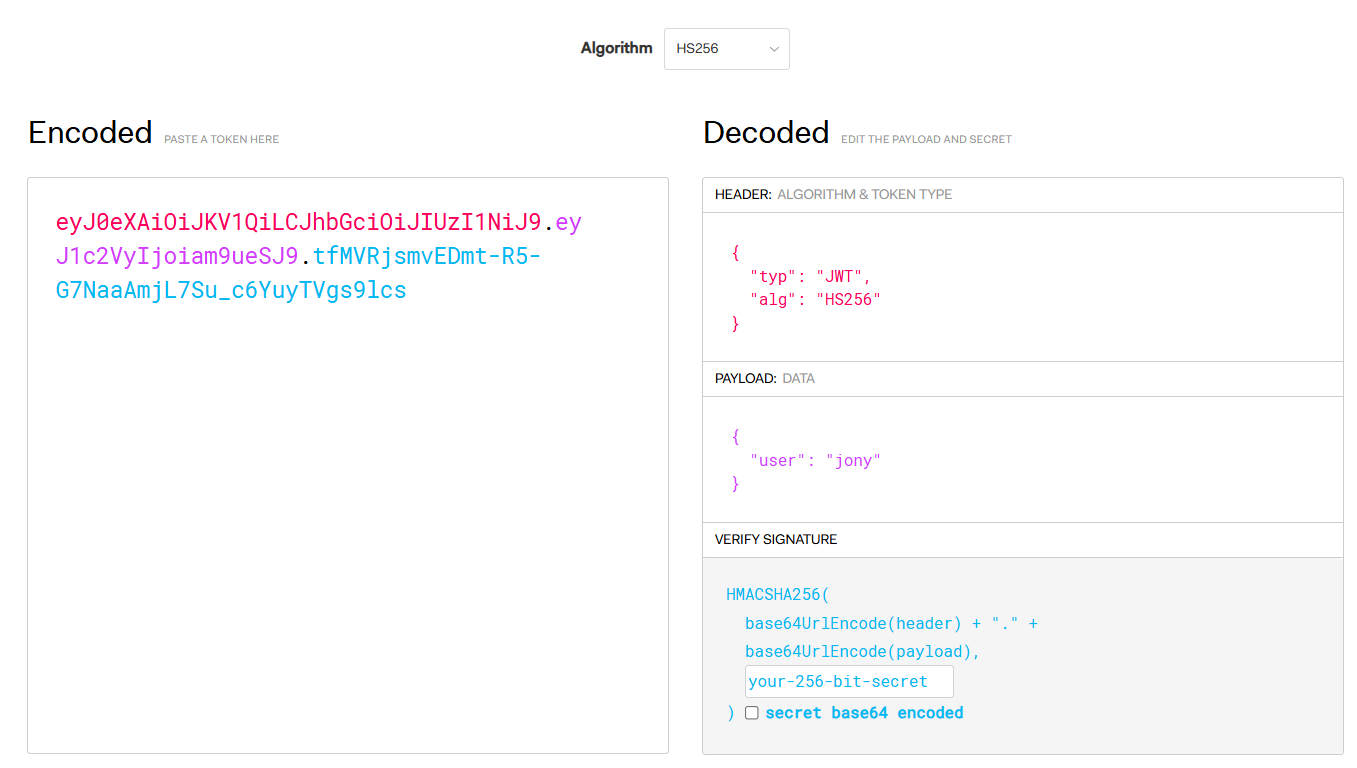 Algorithm HS256
Encoded PASTE A TOKEN HERE
eyJ0eXAiOiJKV1QiLCJhbGciOiJIUzI1NiJ9.ey
J1c2VyIjoiam9ueSJ9.tfMVRjsmvEDmt-R5-
G7NaaAmjL7Su_c6YuyTVgs9lcs
Decoded EDIT THE PAYLOAD AND SECRET
HEADER: ALGORITHM & TOKEN TYPE
{
"typ": "JWT",
"alg": "HS256"
}
PAYLOAD: DATA
{
"user": "jony"
}
VERIFY SIGNATURE
HMACSHA256(
base64UrlEncode(header) + "." +
base64UrlEncode(payload),
your-256-bit-secret
) secret base64 encoded